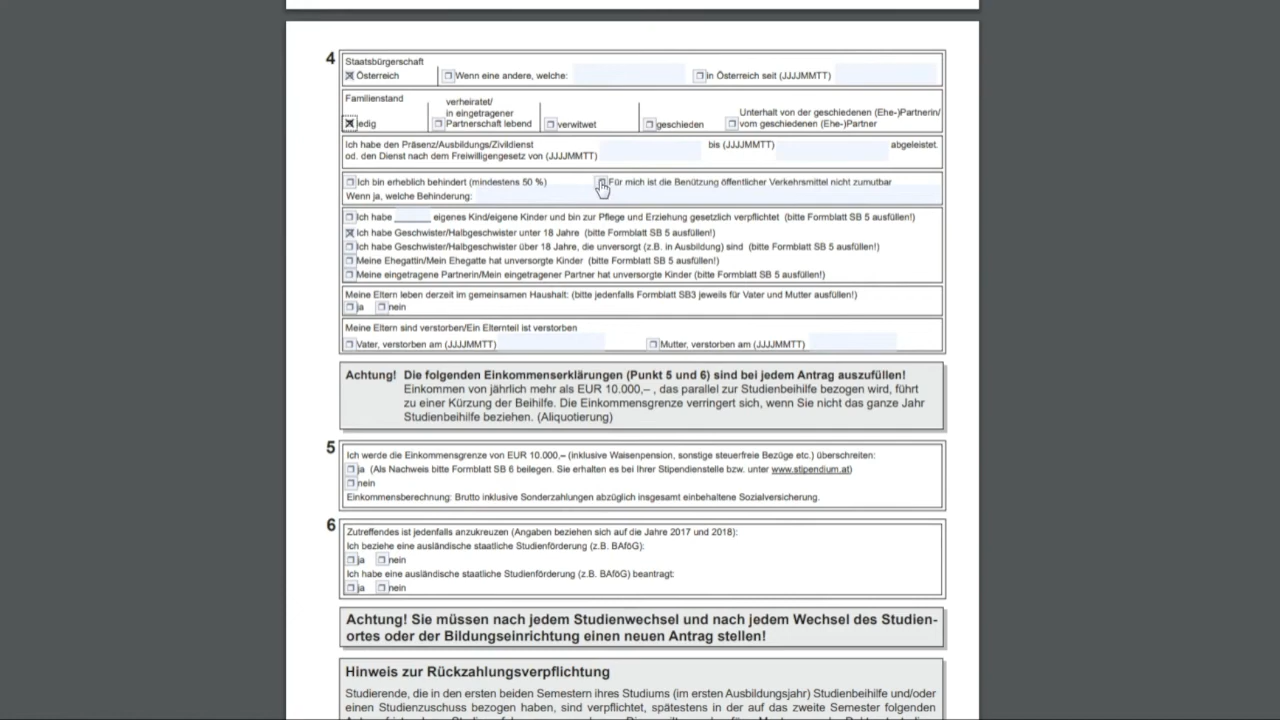 4
Staatsbürgerschaft
Österreich Wenn eine andere, welche: in Österreich seit (JJJJMMTT)
Familienstand
ledig
verheiratet/
in eingetragener
Partnerschaft lebend
verwitwet
geschieden
Unterhalt von der geschiedenen (Ehe-)Partnerin/
vom geschiedenen (Ehe-)Partner
Ich habe den Präsenz/Ausbildungs/Zivildienst
od. den Dienst nach dem Freiwilligengesetz von (JJJJMMTT)
bis (JJJJMMTT) abgeleistet.
Ich bin erheblich behindert (mindestens 50 %) Für mich ist die Benützung öffentlicher Verkehrsmittel nicht zumutbar
Wenn ja, welche Behinderung:
Ich habe ______ eigenes Kind/eigene Kinder und bin zur Pflege und Erziehung gesetzlich verpflichtet (bitte Formblatt SB 5 ausfüllen!)
Ich habe Geschwister/Halbgeschwister unter 18 Jahre (bitte Formblatt SB 5 ausfüllen!)
Ich habe Geschwister/Halbgeschwister über 18 Jahre, die unversorgt (z.B. in Ausbildung) sind (bitte Formblatt SB 5 ausfüllen!)
Meine Ehegattin/Mein Ehegatte hat unversorgte Kinder (bitte Formblatt SB 5 ausfüllen!)
Meine eingetragene Partnerin/Mein eingetragener Partner hat unversorgte Kinder (bitte Formblatt SB 5 ausfüllen!)
Meine Eltern leben derzeit im gemeinsamen Haushalt: (bitte jedenfalls Formblatt SB3 jeweils für Vater und Mutter ausfüllen!)
ja nein
Meine Eltern sind verstorben/Ein Elternteil ist verstorben
Vater, verstorben am (JJJJMMTT) Mutter, verstorben am (JJJJMMTT)
Achtung! Die folgenden Einkommenserklärungen (Punkt 5 und 6) sind bei jedem Antrag auszufüllen!
Einkommen von jährlich mehr als EUR 10.000,– , das parallel zur Studienbeihilfe bezogen wird, führt
zu einer Kürzung der Beihilfe. Die Einkommensgrenze verringert sich, wenn Sie nicht das ganze Jahr
Studienbeihilfe beziehen. (Aliquotierung)
5
Ich werde die Einkommensgrenze von EUR 10.000,– (inklusive Waisenpension, sonstige steuerfreie Bezüge etc.) überschreiten:
ja (Als Nachweis bitte Formblatt SB 6 beilegen. Sie erhalten es bei Ihrer Stipendienstelle bzw. unter www.stipendium.at)
nein
Einkommensberechnung: Brutto inklusive Sonderzahlungen abzüglich insgesamt einbehaltene Sozialversicherung.
6
Zutreffendes ist jedenfalls anzukreuzen (Angaben beziehen sich auf die Jahre 2017 und 2018):
Ich beziehe eine ausländische staatliche Studienförderung (z.B. BAföG):
ja nein
Ich habe eine ausländische staatliche Studienförderung (z.B. BAföG) beantragt:
ja nein
Achtung! Sie müssen nach jedem Studienwechsel und nach jedem Wechsel des Studien-
ortes oder der Bildungseinrichtung einen neuen Antrag stellen!
Hinweis zur Rückzahlungsverpflichtung
Studierende, die in den ersten beiden Semestern ihres Studiums (im ersten Ausbildungsjahr) Studienbeihilfe und/oder
einen Studienzuschuss bezogen haben, sind verpflichtet, spätestens in der auf das zweite Semester folgenden